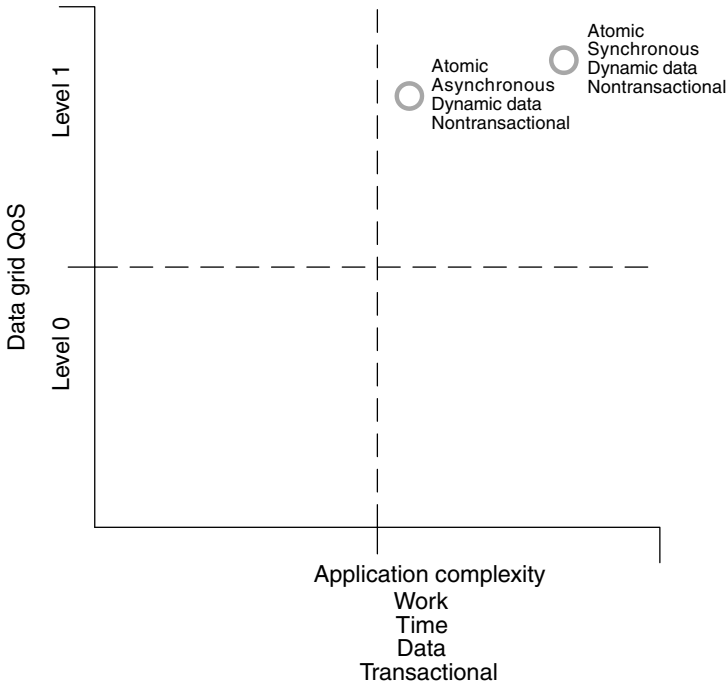 Atomic
Synchronous
Dynamic data
Nontransactional
Atomic
Asynchronous
Dynamic data
Nontransactional
Level 1
Data grid QoS
Level 0
Application complexity
Work
Time
Data
Transactional